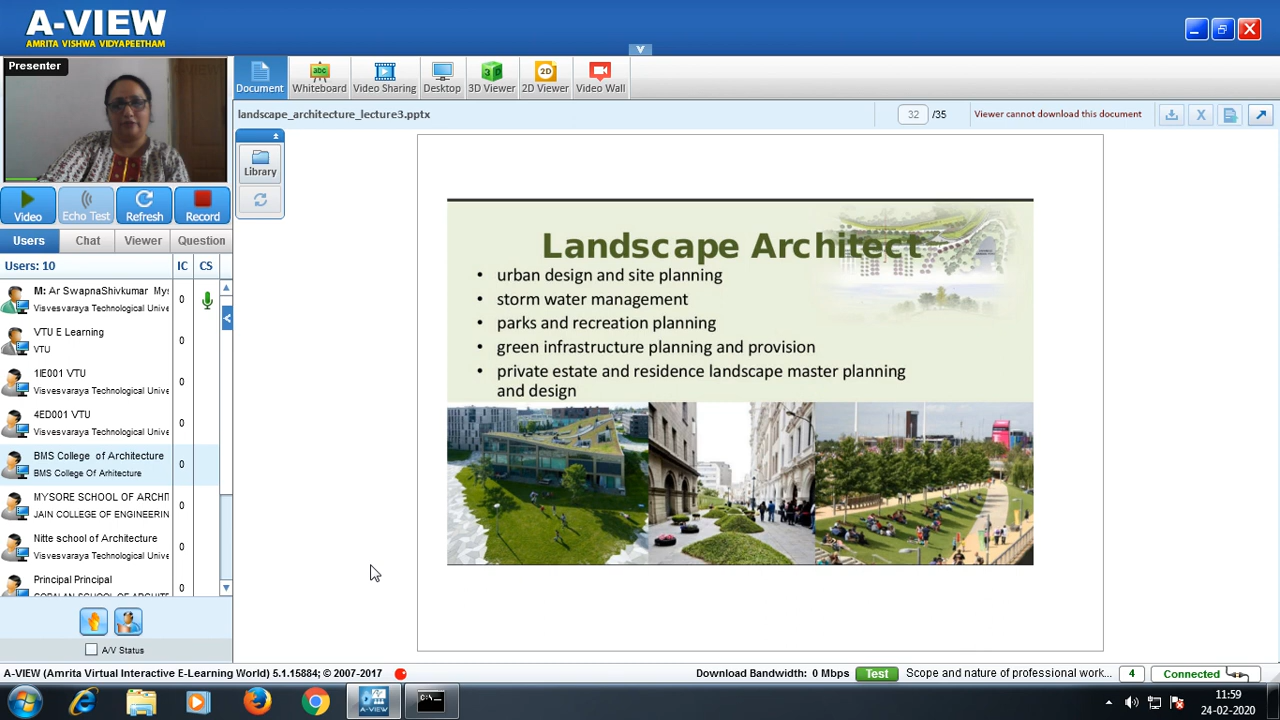 A-VIEW
AMRITA VISHWA VIDYAPEETHAM
Presenter
Document
Whiteboard
Video Sharing
Desktop
3D Viewer
2D Viewer
Video Wall
landscape_architecture_lecture3.pptx
32 /35
Viewer cannot download this document
Library
Video
Echo Test
Refresh
Record
Users
Chat
Viewer
Question
Users: 10
IC
CS
M: Ar SwapnaShivkumar Mys
Visvesvaraya Technological Unive
0
VTU E Learning
VTU
0
1IE001 VTU
Visvesvaraya Technological Unive
0
4ED001 VTU
Visvesvaraya Technological Unive
0
BMS College of Architecture
BMS College Of Arhitecture
0
MYSORE SCHOOL OF ARCHI
JAIN COLLEGE OF ENGINEERIN
0
Nitte school of Architecture
Visvesvaraya Technological Unive
0
Principal Principal
0
A/V Status
Landscape Architect
• urban design and site planning
• storm water management
• parks and recreation planning
• green infrastructure planning and provision
• private estate and residence landscape master planning
and design
A-VIEW (Amrita Virtual Interactive E-Learning World) 5.1.15884; © 2007-2017
Download Bandwidth: 0 Mbps
Test
Scope and nature of professional work...
4
Connected
A-VIEW
C:\
11:59
24-02-2020